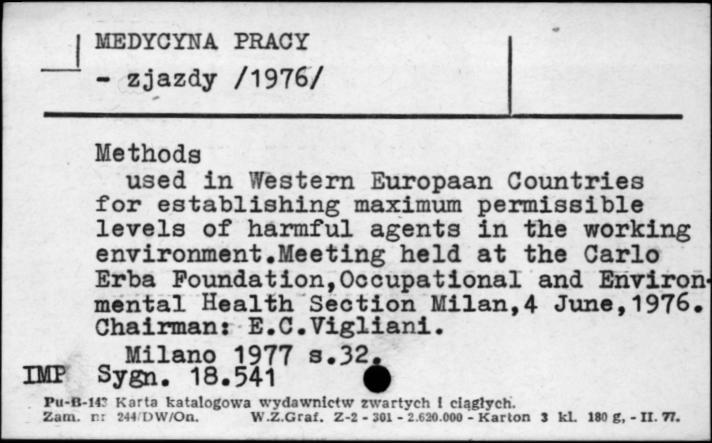 MEDYCYNA PRACY
- zjazdy /1976/
Methods
used in Western Europaan Countries
for establishing maximum permissible
levels of harmful agents in the working
environment.Meeting held at the Carlo
Erba Foundation,Occupational and Environ-
mental Health Section Milan,4 June,1976.
Chairman: E.C.Vigliani.
Milano 1977 s.32.
IMP Sygn. 18.541
Pu-B-143 Karta katalogowa wydawnictw zwartych i ciągłych.
Zam. nr 244/DW/On. W.Z.Graf. Z-2 - 301 - 2.620.000 - Karton 3 kl. 180 g, - II. 77.